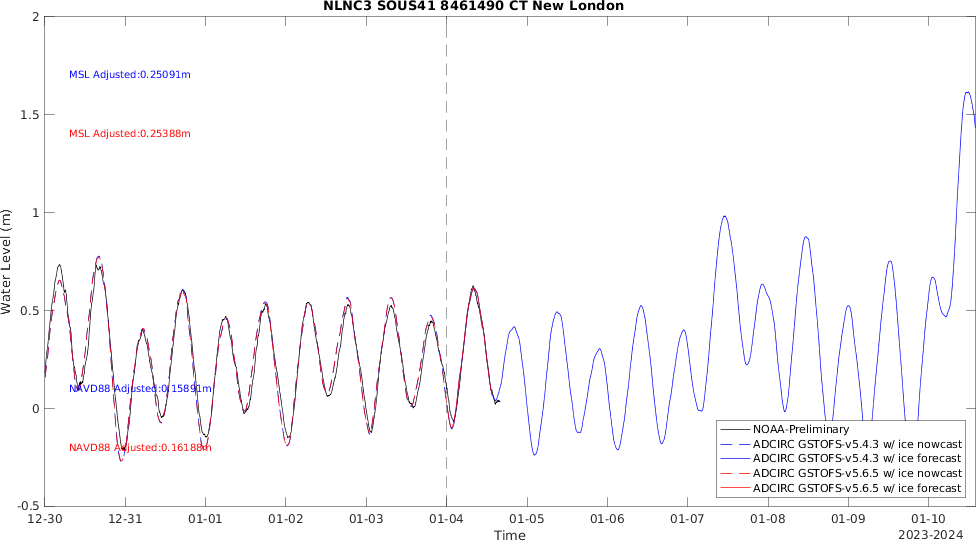 NLNC3 SOUS41 8461490 CT New London
2
MSL Adjusted:0.25091m
1.5
MSL Adjusted:0.25388m
1
Water Level (m)
0.5
NAVD88 Adjusted:0.15891m
0
NAVD88 Adjusted:0.16188m
NOAA-Preliminary
ADCIRC GSTOFS-v5.4.3 w/ ice nowcast
ADCIRC GSTOFS-v5.4.3 w/ ice forecast
ADCIRC GSTOFS-v5.6.5 w/ ice nowcast
ADCIRC GSTOFS-v5.6.5 w/ ice forecast
-0.5
12-30 12-31 01-01 01-02 01-03 01-04 01-05 01-06 01-07 01-08 01-09 01-10
Time
2023-2024